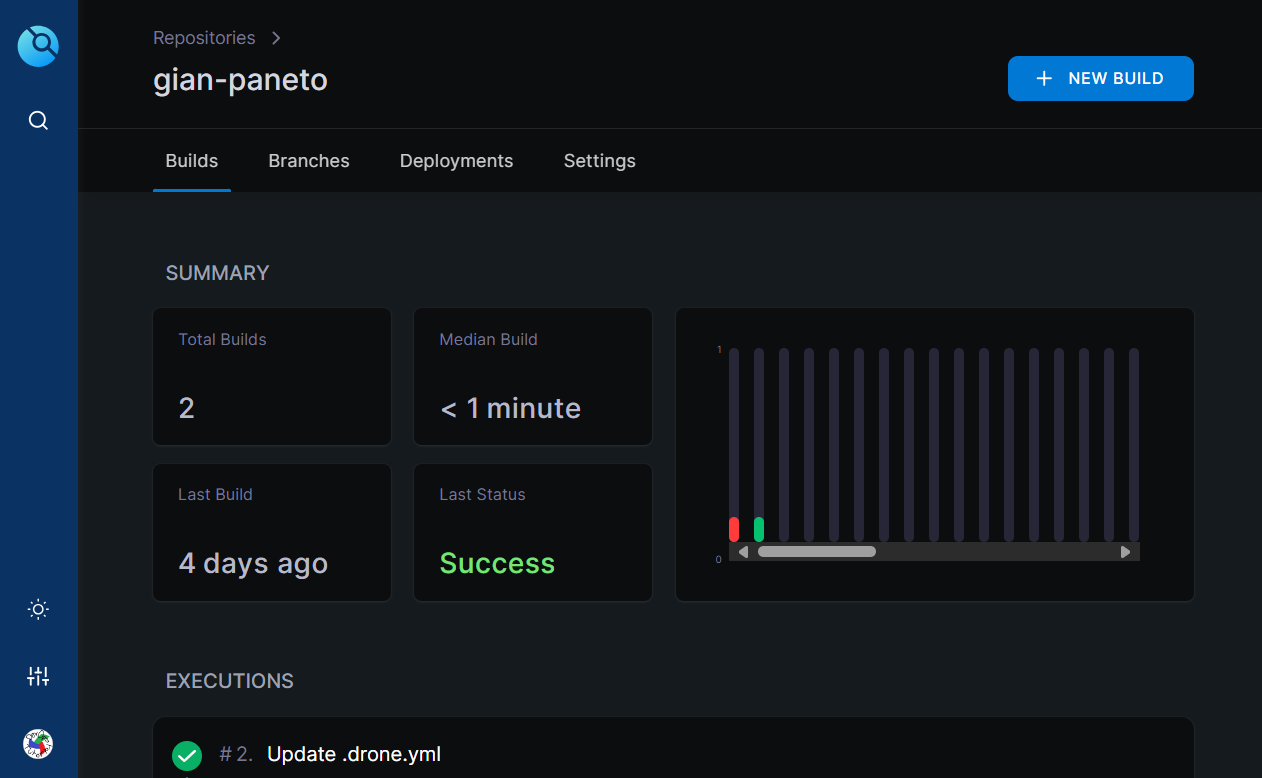 Repositories
gian-paneto
NEW BUILD
Builds Branches Deployments Settings
SUMMARY
Total Builds
2
Median Build
< 1 minute
Last Build
4 days ago
Last Status
Success
1
0
EXECUTIONS
# 2. Update .drone.yml